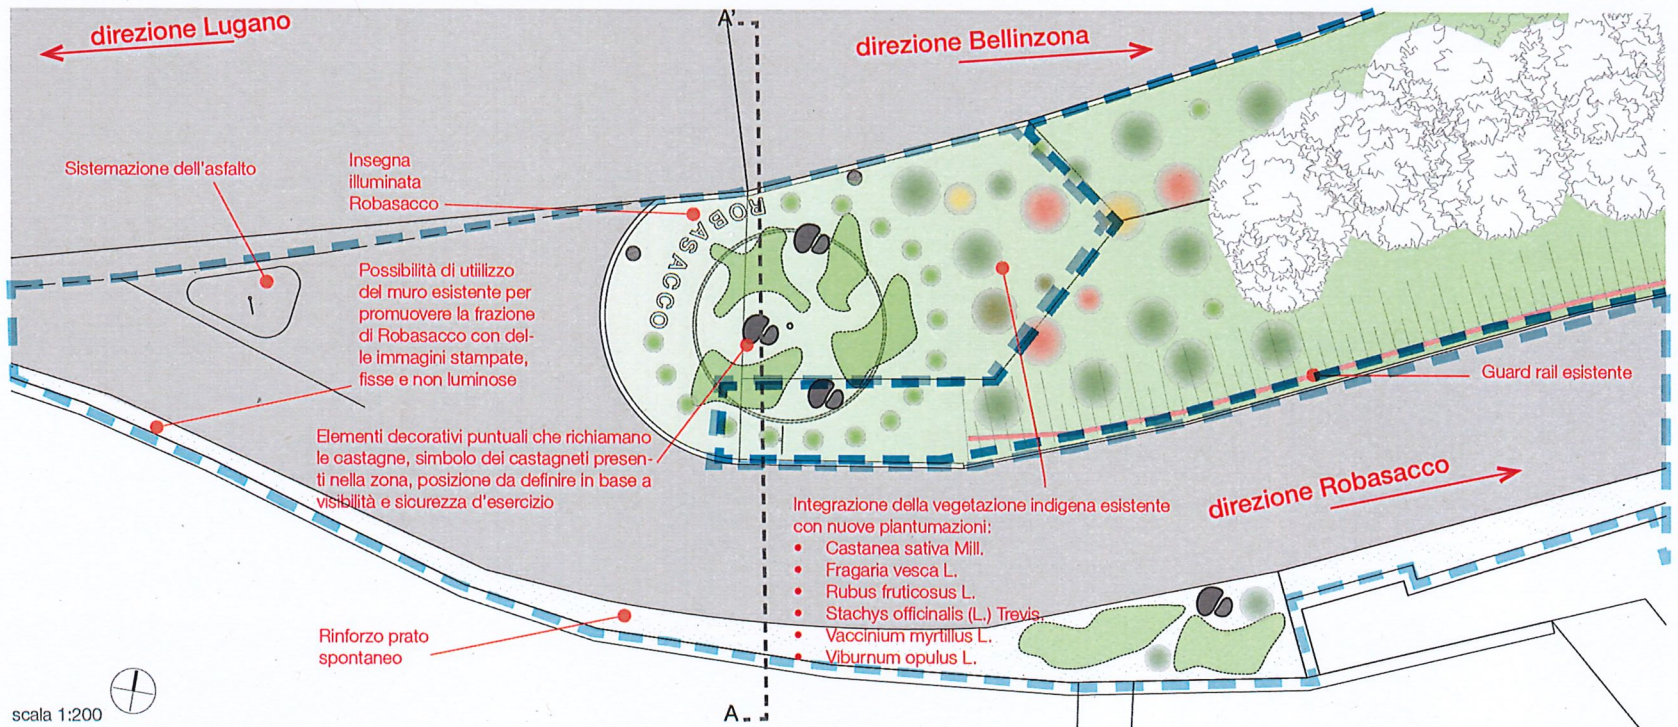 direzione Lugano
A'
direzione Bellinzona
Sistemazione dell'asfalto
Insegna
illuminata
Robasacco
ROBASACCO
Possibilità di utiilizzo
del muro esistente per
promuovere la frazione
di Robasacco con del-
le immagini stampate,
fisse e non luminose
Guard rail esistente
Elementi decorativi puntuali che richiamano
le castagne, simbolo dei castagneti presen-
ti nella zona, posizione da definire in base a
visibilità e sicurezza d'esercizio
direzione Robasacco
Integrazione della vegetazione indigena esistente
con nuove plantumazioni:
• Castanea sativa Mill.
• Fragaria vesca L.
• Rubus fruticosus L.
• Stachys officinalis (L.) Trevis.
• Vaccinium myrtillus L.
• Viburnum opulus L.
Rinforzo prato
spontaneo
scala 1:200
A